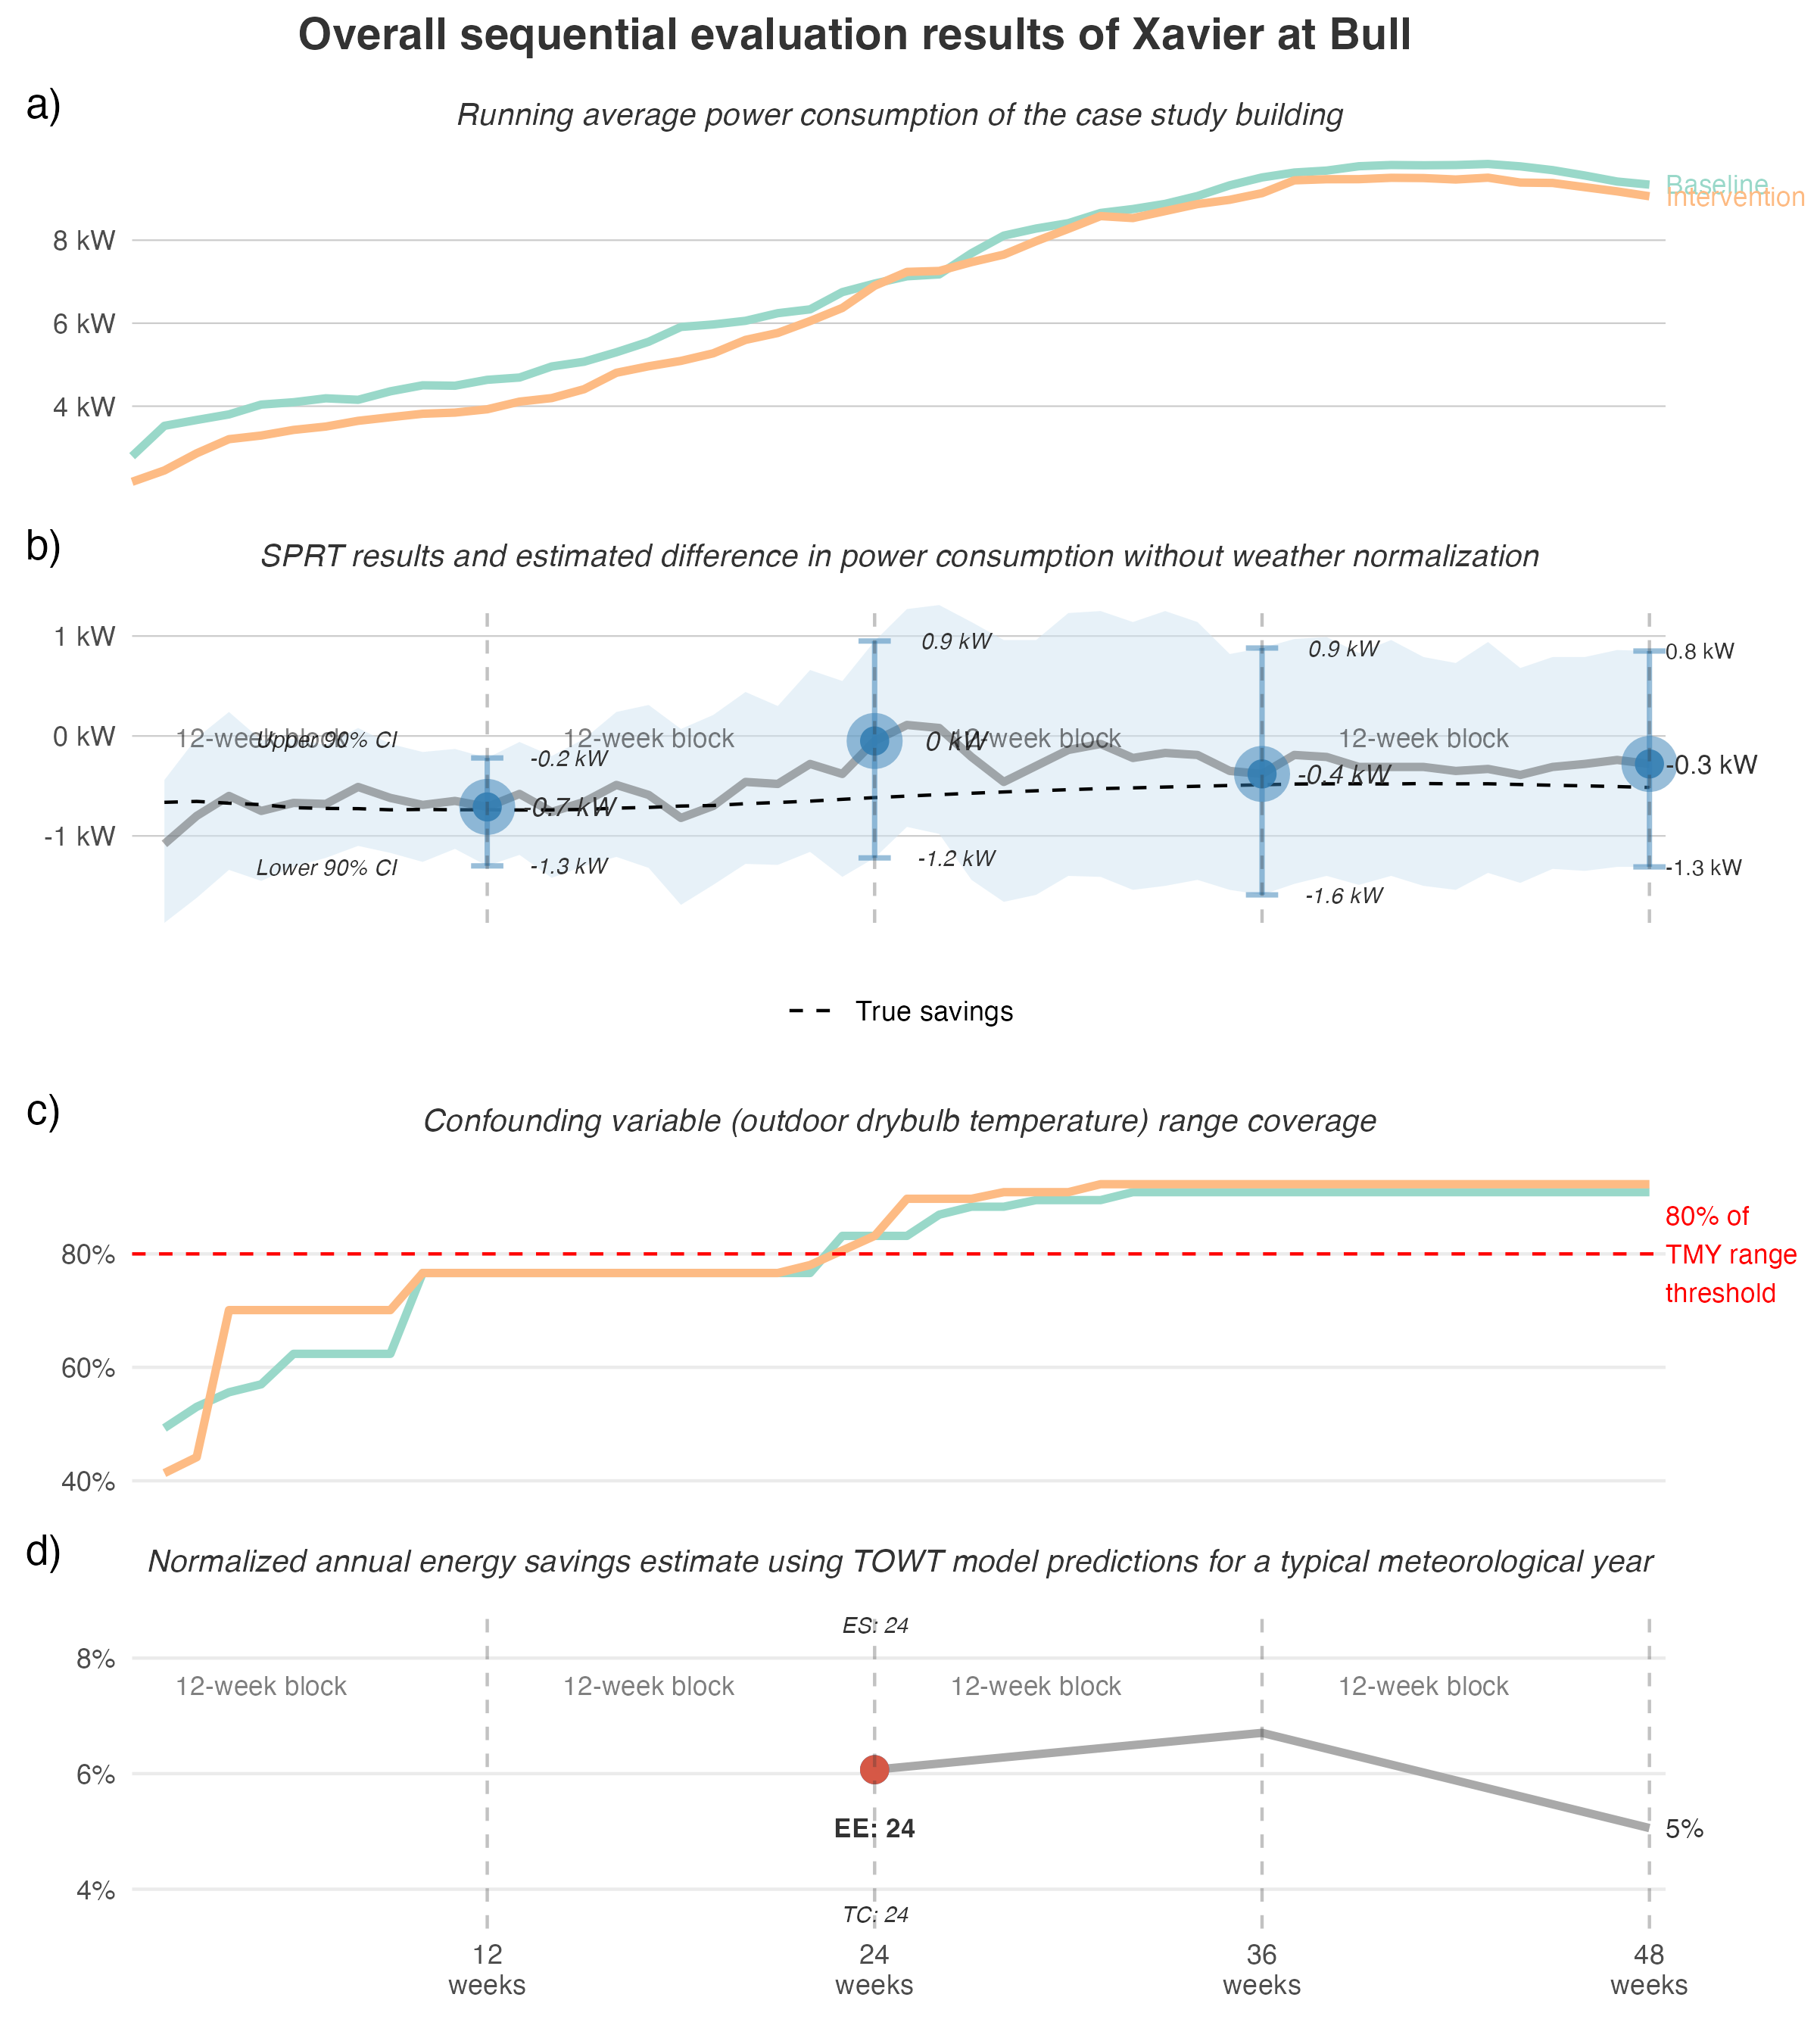 Overall sequential evaluation results of Xavier at Bull
a)
Running average power consumption of the case study building
8 kW
6 kW
4 kW
Baseline
Intervention
b)
SPRT results and estimated difference in power consumption without weather normalization
1 kW
0 kW
-1 kW
12-week block
12-week block
12-week block
12-week block
Upper 90% CI
Lower 90% CI
-0.2 kW
-0.7 kW
-1.3 kW
0.9 kW
0 kW
-1.2 kW
0.9 kW
-0.4 kW
-1.6 kW
0.8 kW
-0.3 kW
-1.3 kW
True savings
c)
Confounding variable (outdoor drybulb temperature) range coverage
80%
60%
40%
80% of
TMY range
threshold
d)
Normalized annual energy savings estimate using TOWT model predictions for a typical meteorological year
8%
6%
4%
ES: 24
12-week block
12-week block
12-week block
12-week block
EE: 24
5%
TC: 24
12
weeks
24
weeks
36
weeks
48
weeks